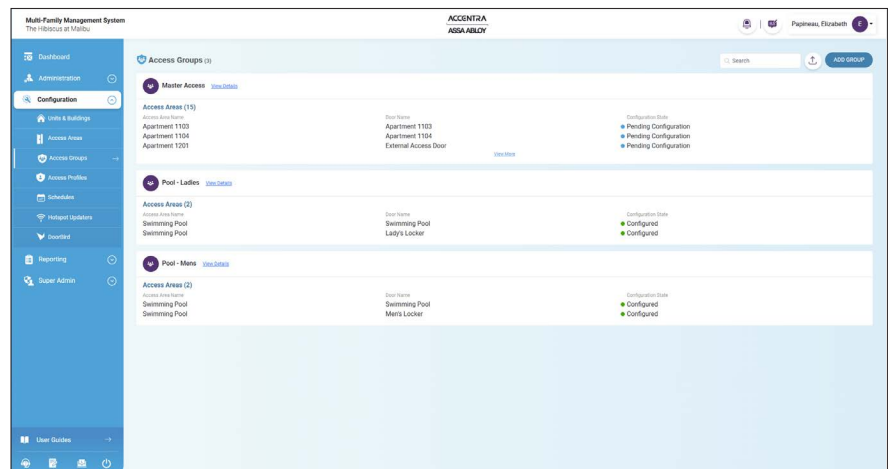 Multi-Family Management System
The Hibiscus at Malibu
ACCENTRA
ASSA ABLOY
Papineau, Elizabeth E
Dashboard
Administration
Configuration
Units & Buildings
Access Areas
Access Groups
Access Profiles
Schedules
Hotspot Updaters
DoorBird
Reporting
Super Admin
User Guides
Access Groups (3)
Search
ADD GROUP
Master Access View Details
Access Areas (15)
Access Area Name Door Name Configuration State
Apartment 1103 Apartment 1103 Pending Configuration
Apartment 1104 Apartment 1104 Pending Configuration
Apartment 1201 External Access Door Pending Configuration
View More
Pool - Ladies View Details
Access Areas (2)
Access Area Name Door Name Configuration State
Swimming Pool Swimming Pool Configured
Swimming Pool Lady's Locker Configured
Pool - Mens View Details
Access Areas (2)
Access Area Name Door Name Configuration State
Swimming Pool Swimming Pool Configured
Swimming Pool Men's Locker Configured